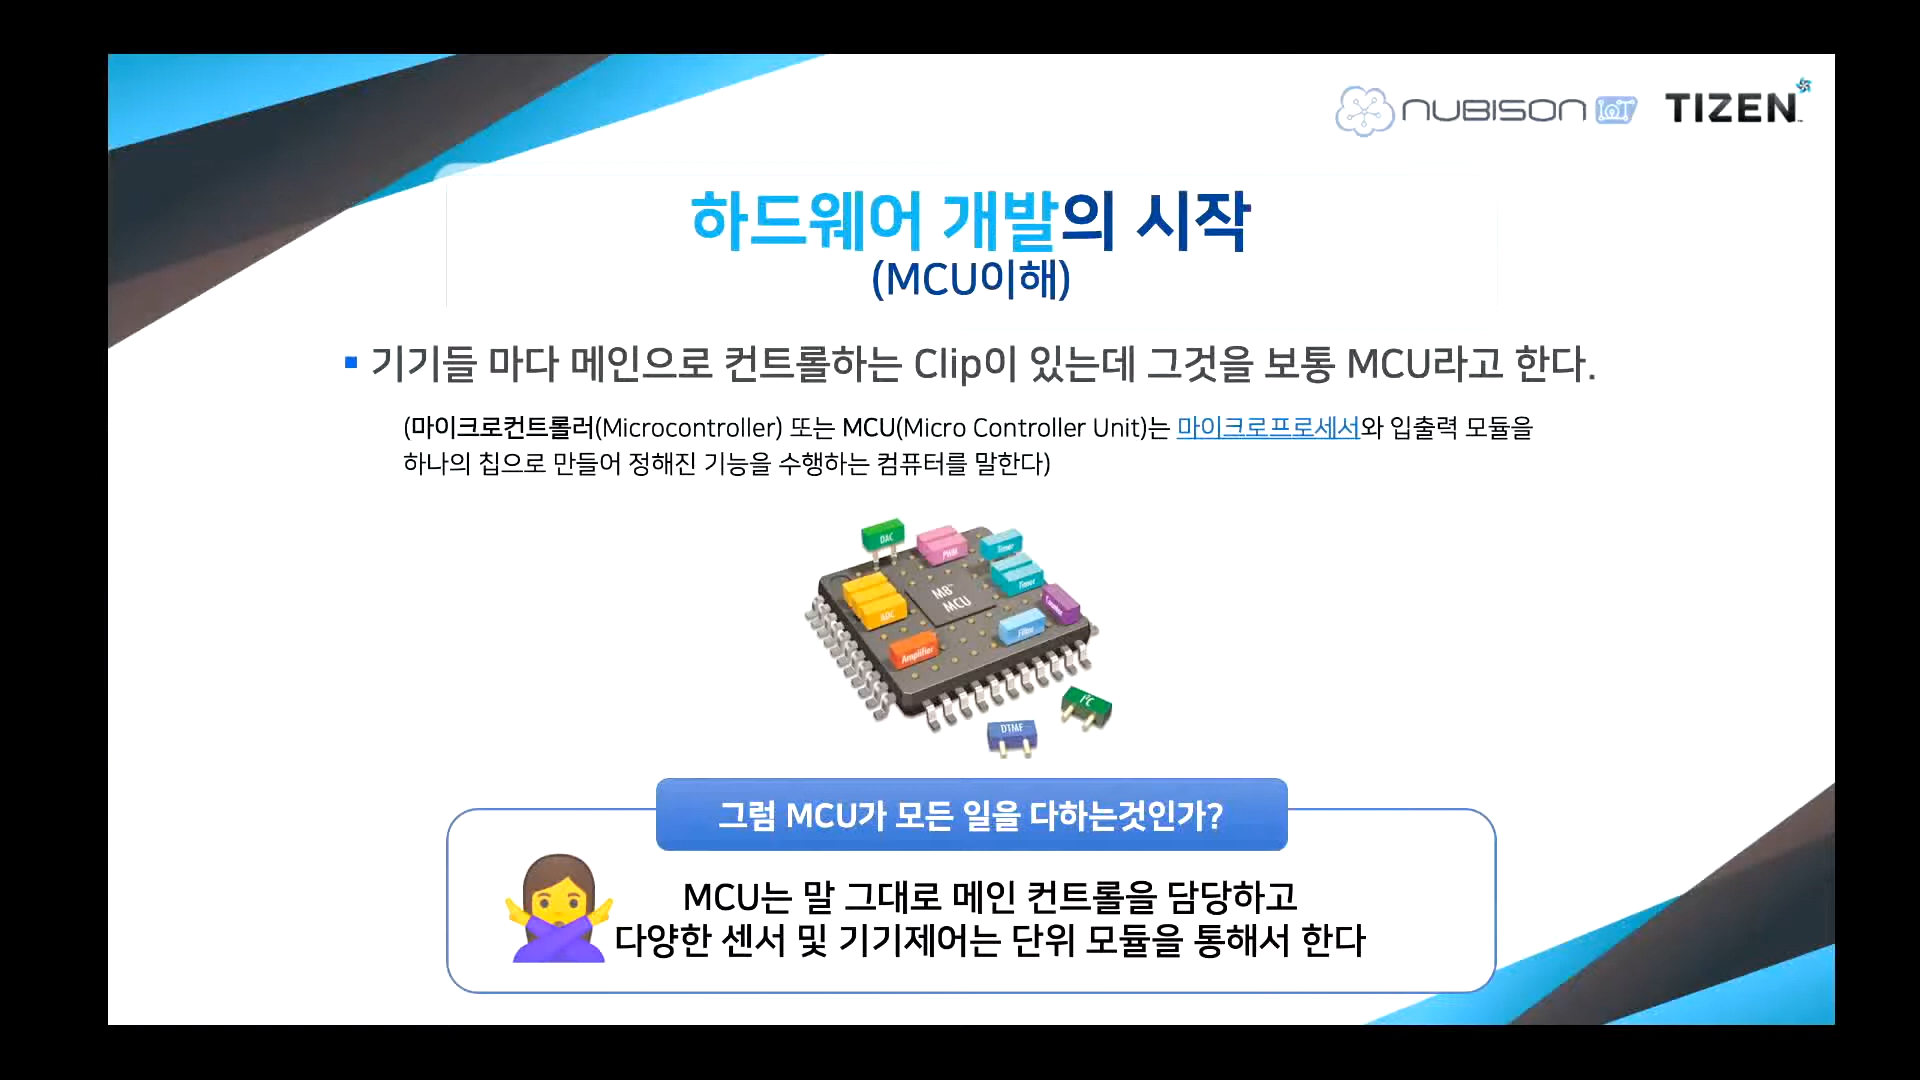 NUBISON IoT TIZEN
하드웨어 개발의 시작
(MCU이해)
기기들 마다 메인으로 컨트롤하는 Clip이 있는데 그것을 보통 MCU라고 한다.
(마이크로컨트롤러(Microcontroller) 또는 MCU(Micro Controller Unit)는 마이크로프로세서와 입출력 모듈을
하나의 칩으로 만들어 정해진 기능을 수행하는 컴퓨터를 말한다)
DAC
PWM
Timer
Timer
M8™
MCU
ADC
Counter
Filter
Amplifier
I²C
DTMF
그럼 MCU가 모든 일을 다하는것인가?
MCU는 말 그대로 메인 컨트롤을 담당하고
다양한 센서 및 기기제어는 단위 모듈을 통해서 한다